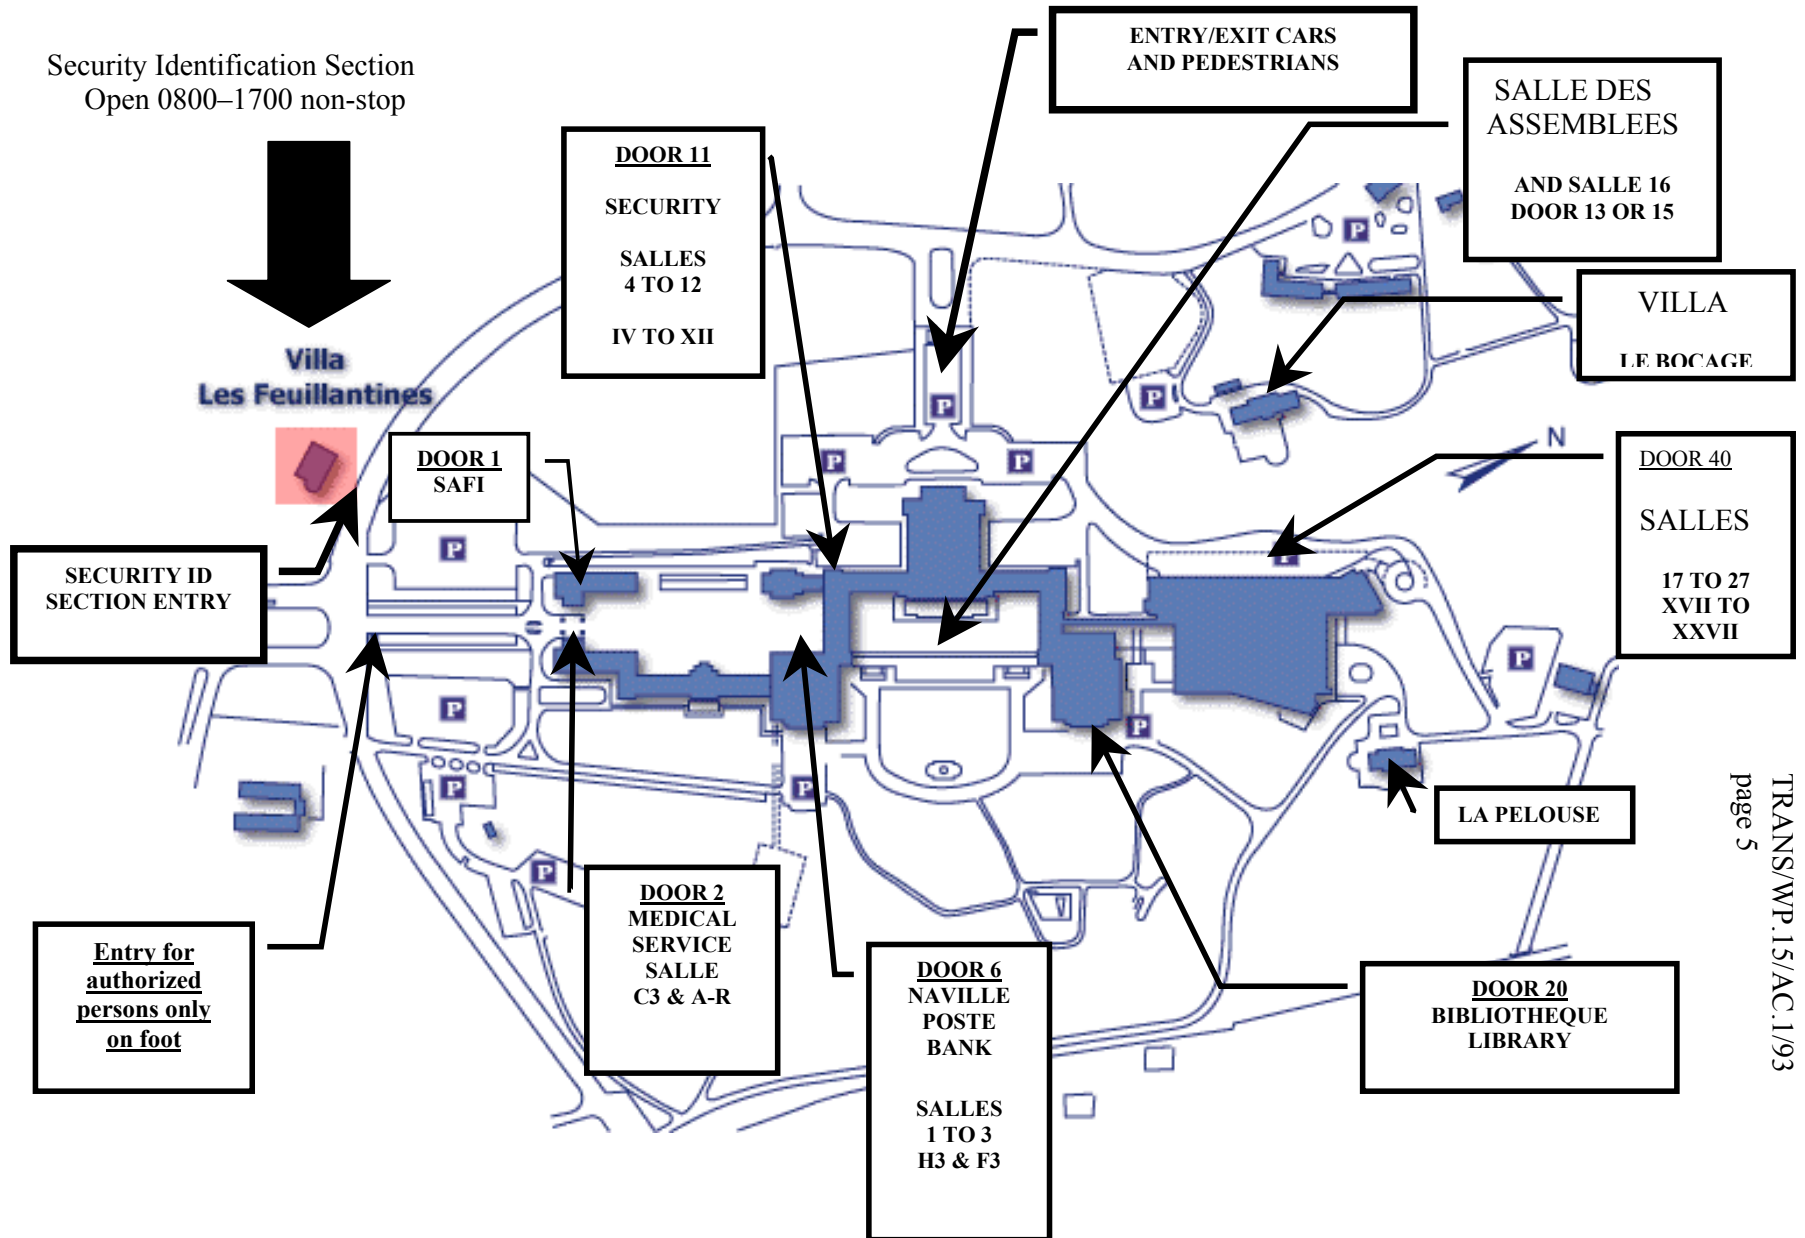 Security Identification Section
Open 0800–1700 non-stop
ENTRY/EXIT CARS
AND PEDESTRIANS
SALLE DES
ASSEMBLEES
AND SALLE 16
DOOR 13 OR 15
DOOR 11
SECURITY
SALLES
4 TO 12
IV TO XII
VILLA
LE BOCAGE
Villa
Les Feuillantines
DOOR 1
SAFI
N
DOOR 40
SALLES
17 TO 27
XVII TO
XXVII
SECURITY ID
SECTION ENTRY
P
P
P
P
P
P
P
P
P
P
P
P
P
LA PELOUSE
TRANS/WP.15/AC.1/93
page 5
Entry for
authorized
persons only
on foot
DOOR 2
MEDICAL
SERVICE
SALLE
C3 & A-R
DOOR 6
NAVILLE
POSTE
BANK
SALLES
1 TO 3
H3 & F3
DOOR 20
BIBLIOTHEQUE
LIBRARY